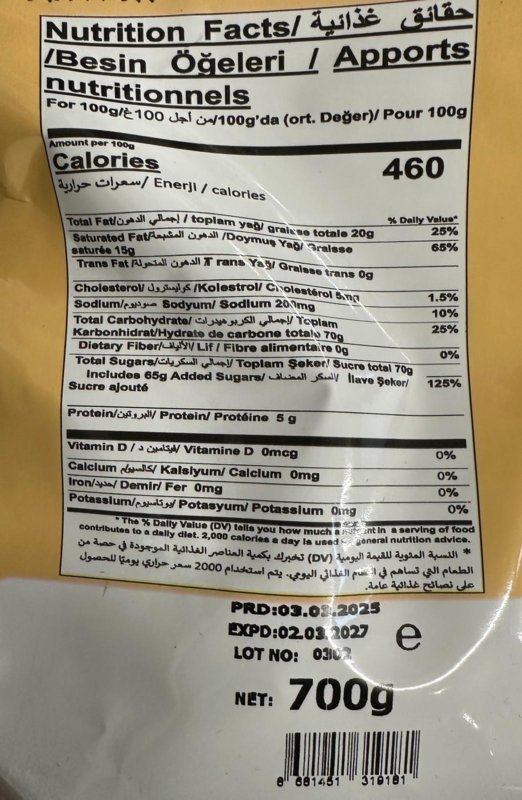 Nutrition Facts/ حقائق غذائية
/Besin Öğeleri / Apports
nutritionnels
For 100g/من أجل 100غ/100g'da (ort. Değer)/ Pour 100g
Amount per 100g
Calories 460
سعرات حرارية/ Enerji / calories
% Daily Value*
Total Fat/إجمالي الدهون / toplam yağ/ graisse totale 20g 25%
Saturated Fat/الدهون المشبعة /Doymuş Yağ/ Graisse 65%
saturée 15g
Trans Fat /الدهون المتحولة/ Trans Yağ/ Graisse trans 0g
Cholesterol/ كوليسترول /Kolestrol/ Cholestérol 5mg 1.5%
Sodium/صوديوم/ Sodyum/ Sodium 200mg 10%
Total Carbohydrate/إجمالي الكربوهيدرات/ Toplam 25%
Karbonhidrat/Hydrate de carbone totale 70g
Dietary Fiber/الألياف/ Lif / Fibre alimentaire 0g 0%
Total Sugars/إجمالي السكريات/ Toplam Şeker/ Sucre total 70g
Includes 65g Added Sugars/ السكر المضاف/ İlave Şeker/ 125%
Sucre ajouté
Protein/البروتين/ Protein/ Protéine 5 g
Vitamin D / فيتامين د/ Vitamine D 0mcg 0%
Calcium /كالسيوم/ Kalsiyum/ Calcium 0mg 0%
Iron/حديد/ Demir/ Fer 0mg 0%
Potassium/بوتاسيوم/ Potasyum/ Potassium 0mg 0%
* The % Daily Value (DV) tells you how much a in a serving of food
contributes to a daily diet. 2,000 calories a day is used general nutrition advice.
* النسبة المئوية للقيمة اليومية (DV) تخبرك بكمية العناصر الغذائية الموجودة في حصة من
الطعام التي تساهم في الغذائي اليومي. يتم استخدام 2000 سعر حراري يوميًا للحصول
على نصائح غذائية عامة.
PRD:03.03.2025
EXPD:02.03.2027 e
LOT NO: 0302
NET: 700g
8 681451 319181